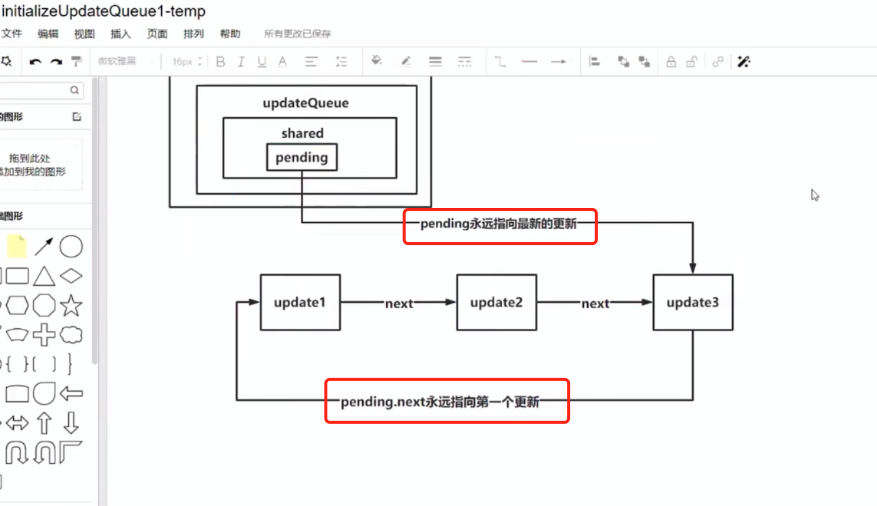 initializeUpdateQueue1-temp
文件 编辑 视图 插入 页面 排列 帮助 所有更改已保存
微软雅黑 16px B I U A
updateQueue
的图形
shared
拖到此处
添加到我的图形
pending
图形
pending永远指向最新的更新
update1 next update2 next update3
pending.next永远指向第一个更新